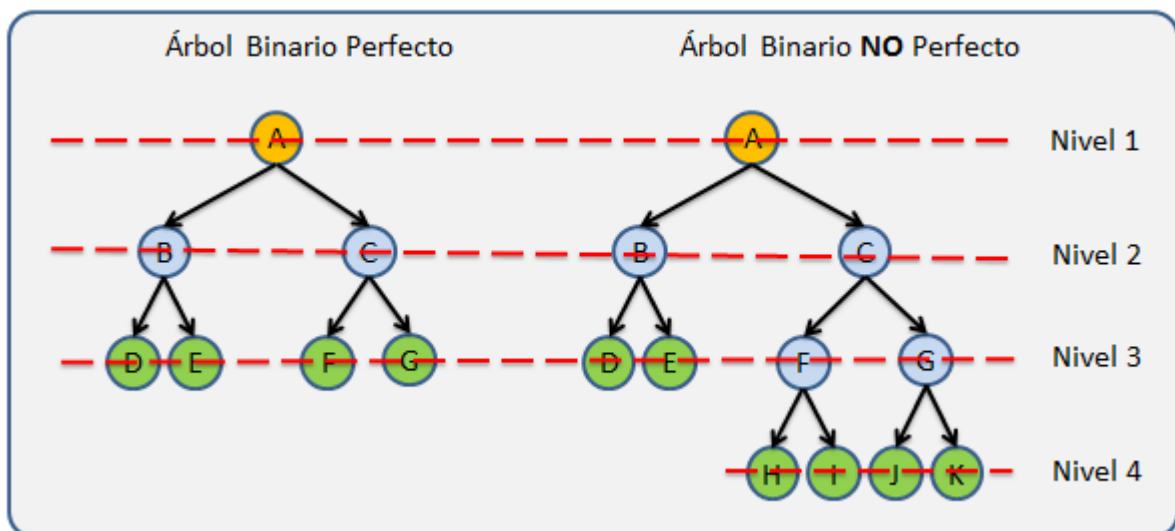 Árbol Binario Perfecto
Árbol Binario NO Perfecto
A A Nivel 1
B C B C Nivel 2
D E F G D E F G Nivel 3
H I J K Nivel 4